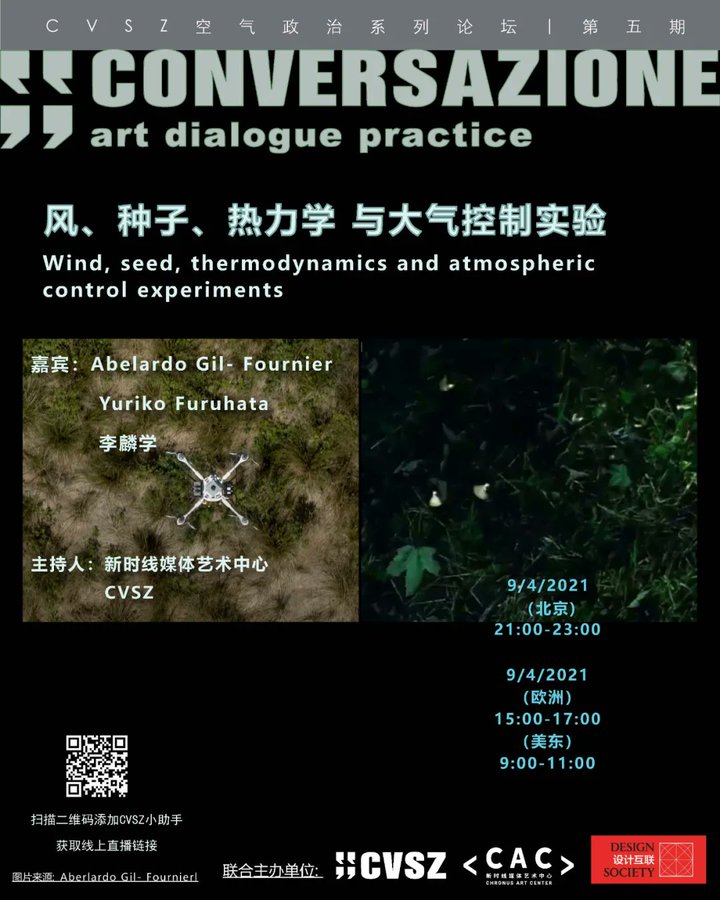 CVSZ空气政治系列论坛|第五期
CONVERSAZIONE
art dialogue practice
风、种子、热力学 与大气控制实验
Wind, seed, thermodynamics and atmospheric
control experiments
嘉宾：Abelardo Gil- Fournier
Yuriko Furuhata
李麟学
主持人：新时线媒体艺术中心
CVSZ
9/4/2021
（北京）
21:00-23:00
9/4/2021
（欧洲）
15:00-17:00
（美东）
9:00-11:00
扫描二维码添加CVSZ小助手
获取线上直播链接
图片来源: Aberlardo Gil- Fournierl
联合主办单位:
CVSZ
<CAC>
新时线媒体艺术中心
CHRONUS ART CENTER
DESIGN
设计互联
SOCIETY